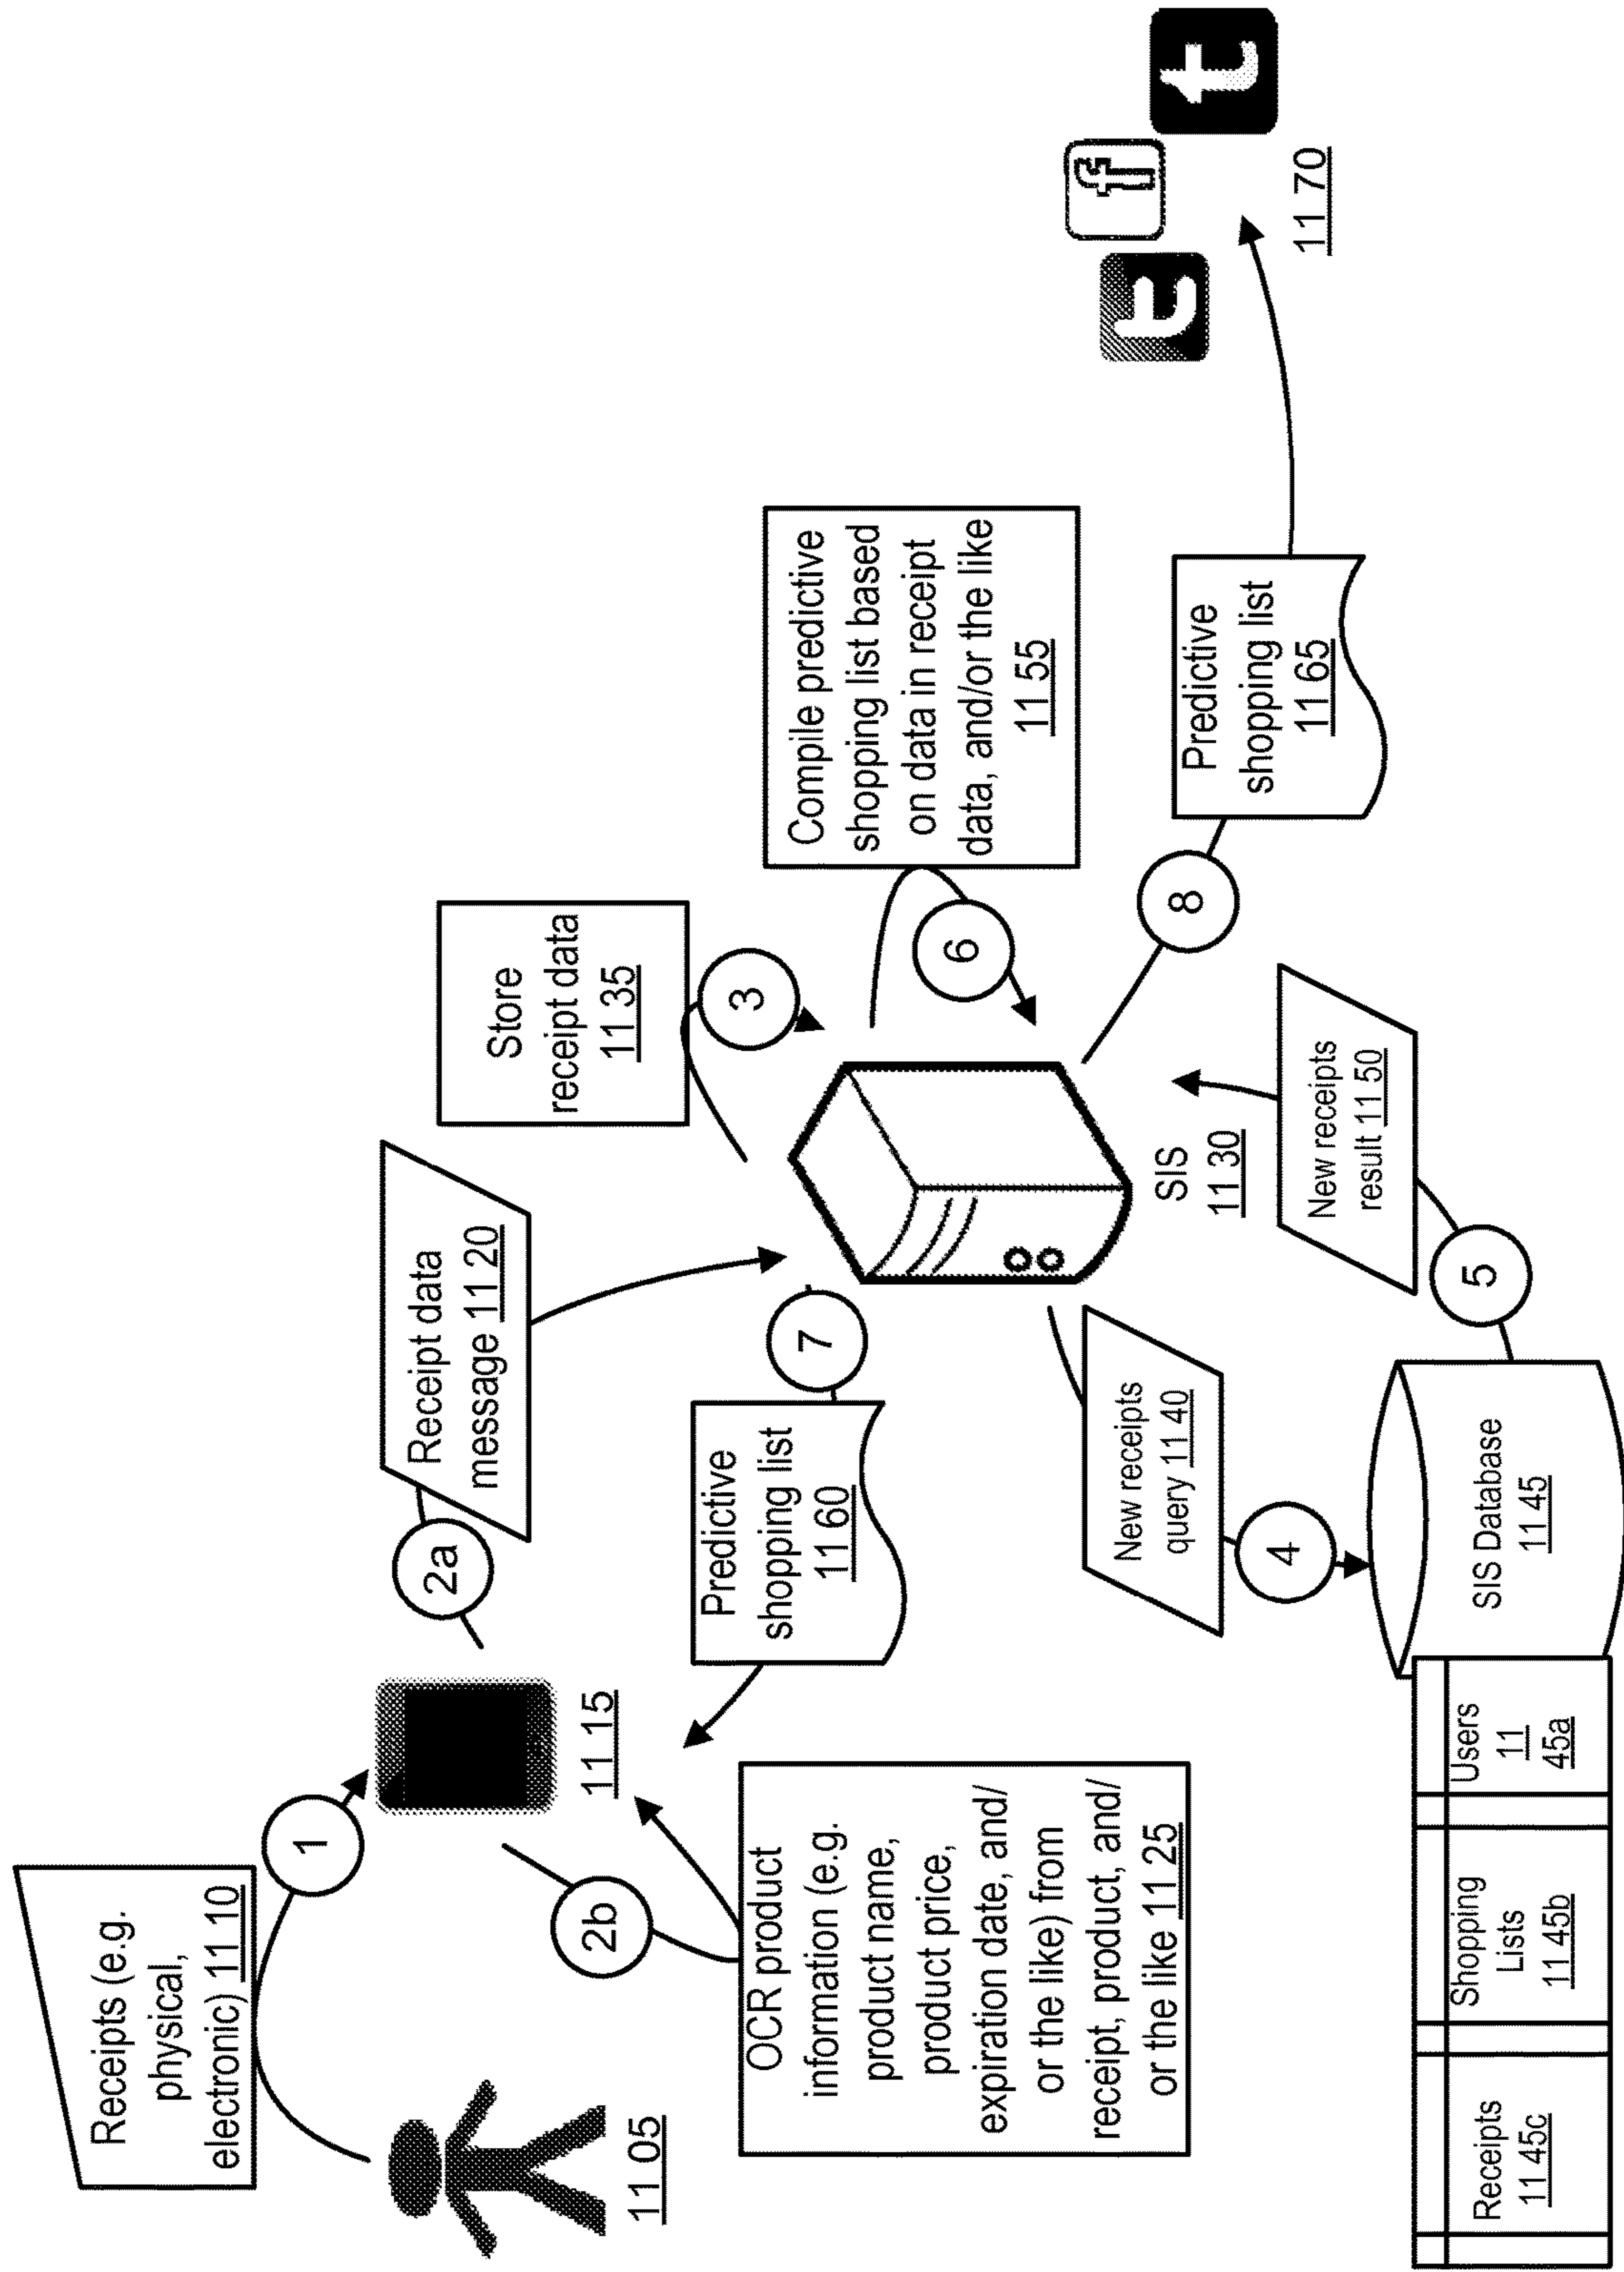 Receipts (e.g.
physical,
electronic) 11 10
1
11 05
11 15
2a
Receipt data
message 11 20
2b
OCR product
information (e.g.
product name,
product price,
expiration date, and/
or the like) from
receipt, product, and/
or the like 11 25
Store
receipt data
11 35
3
SIS
11 30
New receipts
query 11 40
4
SIS Database
11 45
Users
11
45a
Shopping
Lists
11 45b
Receipts
11 45c
5
New receipts
result 11 50
Compile predictive
shopping list based
on data in receipt
data, and/or the like
11 55
6
7
Predictive
shopping list
11 60
8
Predictive
shopping list
11 65
t
f
t
11 70